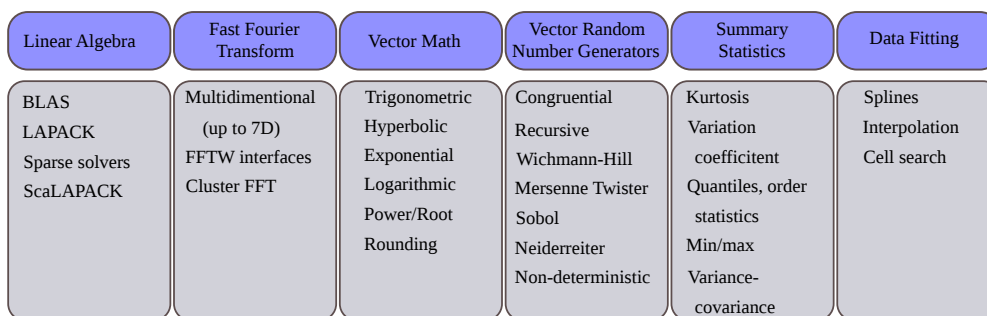 Linear Algebra
BLAS
LAPACK
Sparse solvers
ScaLAPACK
Fast Fourier
Transform
Multidimentional
(up to 7D)
FFTW interfaces
Cluster FFT
Vector Math
Trigonometric
Hyperbolic
Exponential
Logarithmic
Power/Root
Rounding
Vector Random
Number Generators
Congruential
Recursive
Wichmann-Hill
Mersenne Twister
Sobol
Neiderreiter
Non-deterministic
Summary
Statistics
Kurtosis
Variation
coefficitent
Quantiles, order
statistics
Min/max
Variance-
covariance
Data Fitting
Splines
Interpolation
Cell search